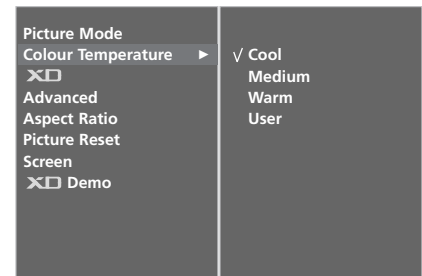 Picture Mode
Colour Temperature ►
XD
Advanced
Aspect Ratio
Picture Reset
Screen
XD Demo
√ Cool
Medium
Warm
User